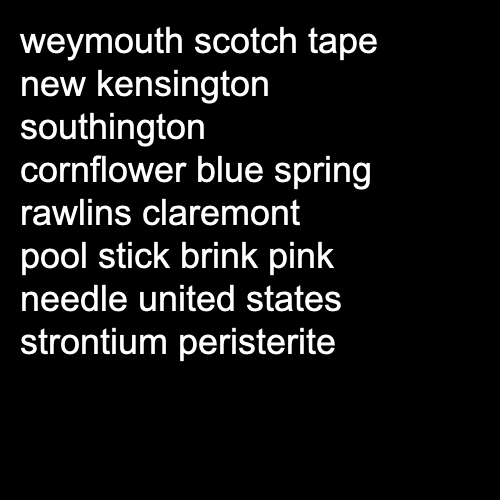 weymouth scotch tape
new kensington
southington
cornflower blue spring
rawlins claremont
pool stick brink pink
needle united states
strontium peristerite